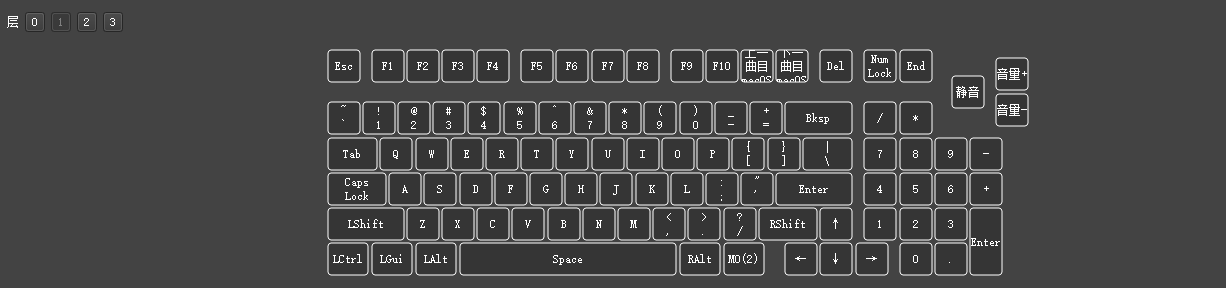 层 0 1 2 3
Esc F1 F2 F3 F4 F5 F6 F7 F8 F9 F10 上一曲目 macOS 下一曲目 macOS Del Num Lock End
静音 音量+
音量-
~ ` ! 1 @ 2 # 3 $ 4 % 5 ^ 6 & 7 * 8 ( 9 ) 0 _ - + = Bksp / *
Tab Q W E R T Y U I O P { [ } ] | \ 7 8 9 -
Caps Lock A S D F G H J K L : ; " ' Enter 4 5 6 +
LShift Z X C V B N M < , > . ? / RShift ↑ 1 2 3 Enter
LCtrl LGui LAlt Space RAlt MO(2) ← ↓ → 0 .